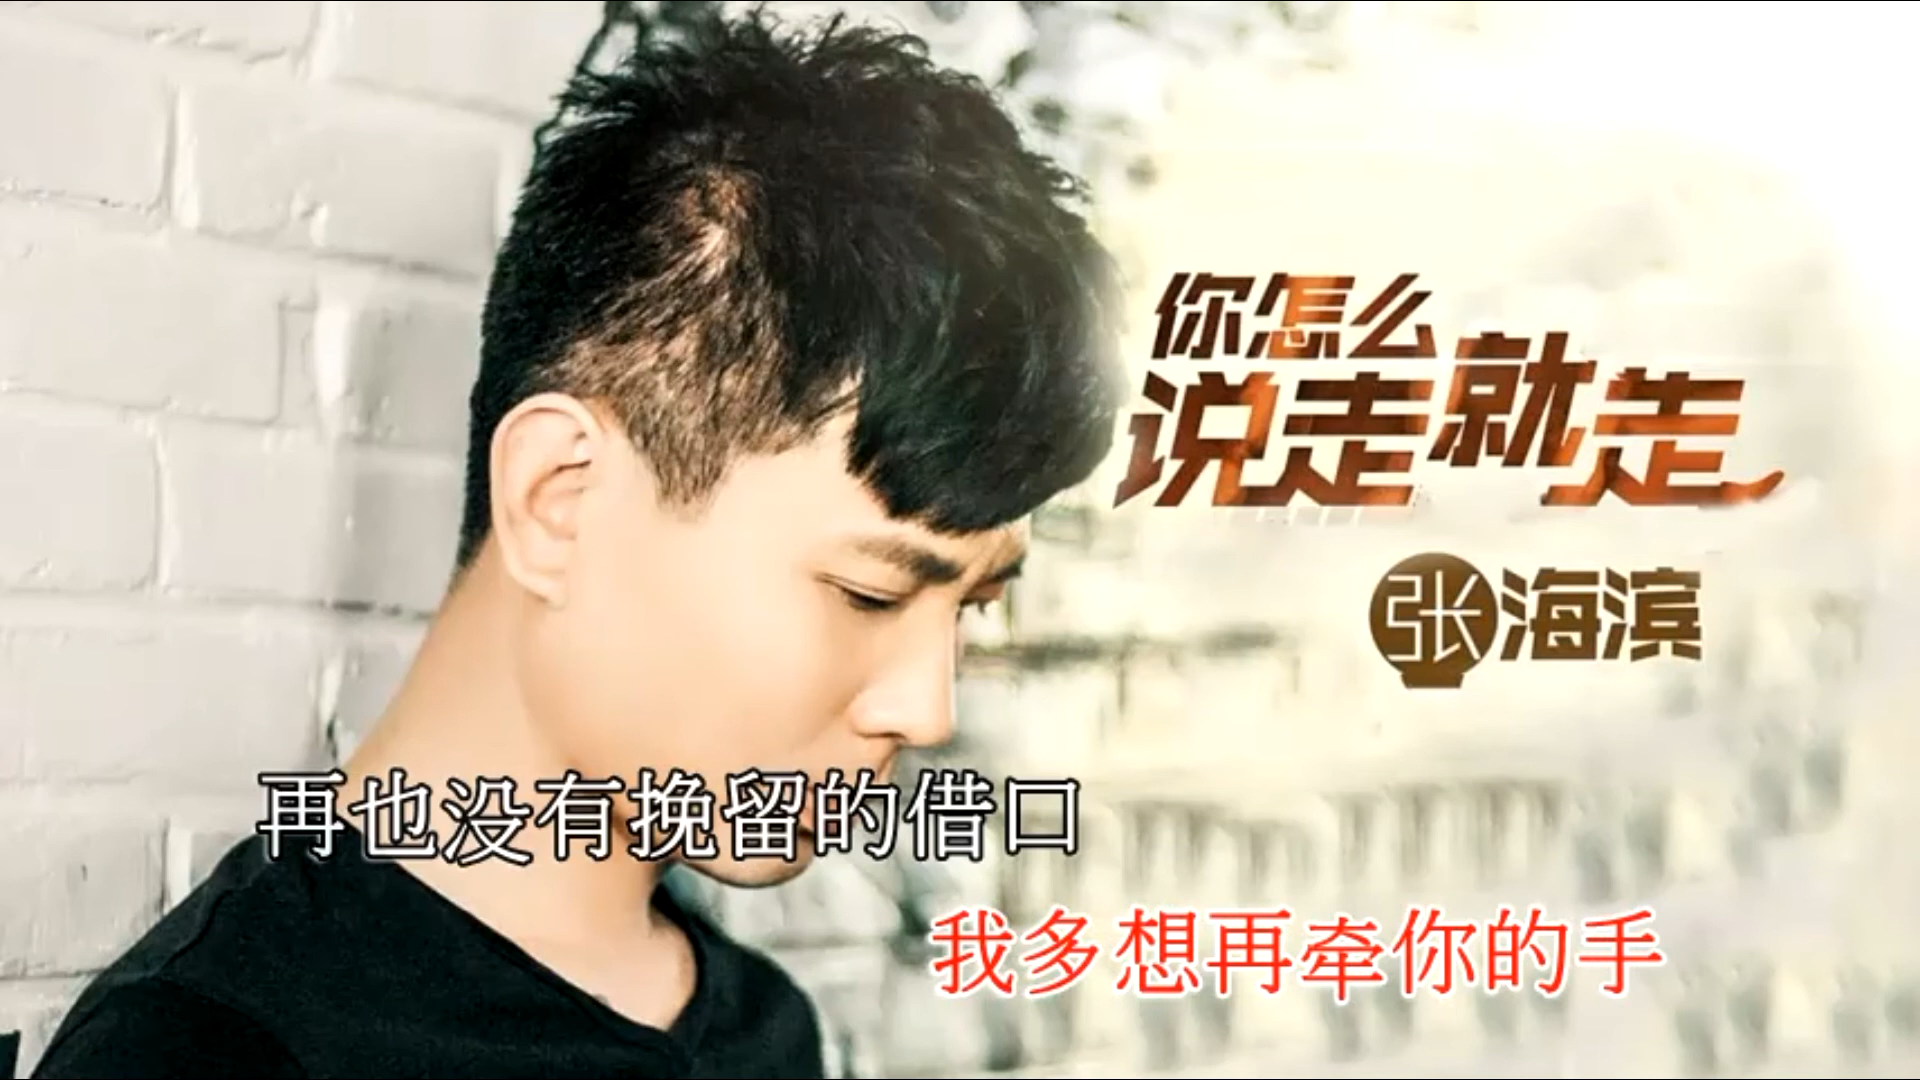 你怎么
说走就走
张海滨
再也没有挽留的借口
我多想再牵你的手